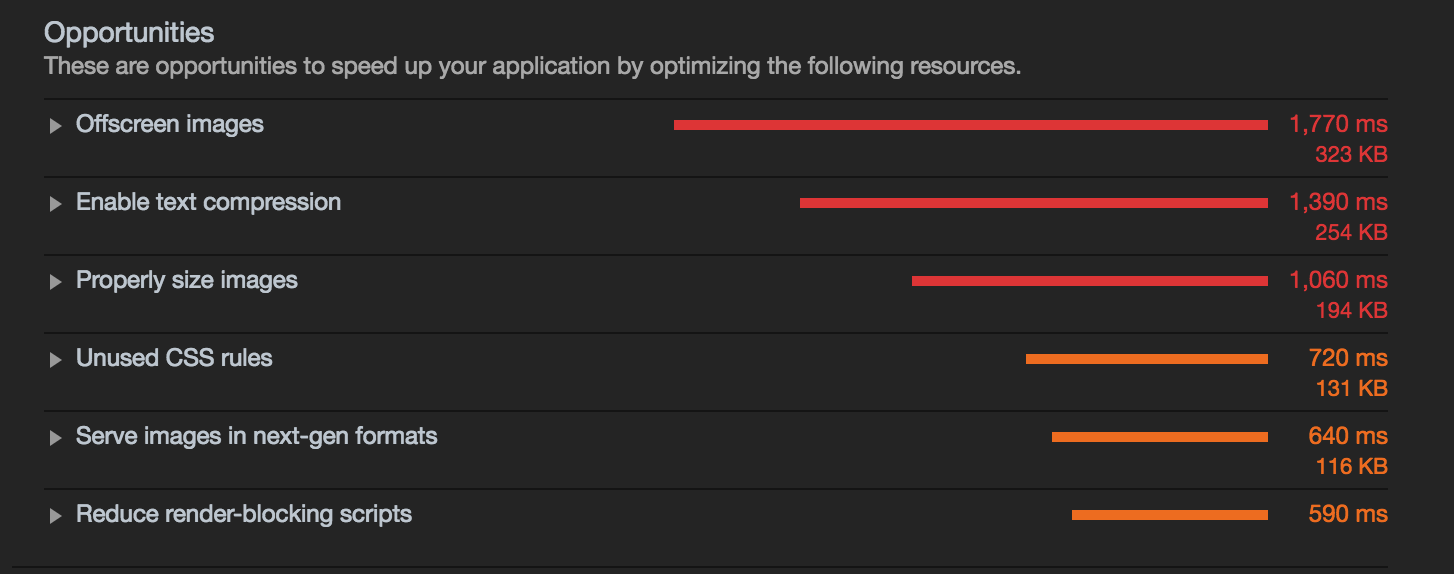 Opportunities
These are opportunities to speed up your application by optimizing the following resources.
Offscreen images 1,770 ms
323 KB
Enable text compression 1,390 ms
254 KB
Properly size images 1,060 ms
194 KB
Unused CSS rules 720 ms
131 KB
Serve images in next-gen formats 640 ms
116 KB
Reduce render-blocking scripts 590 ms